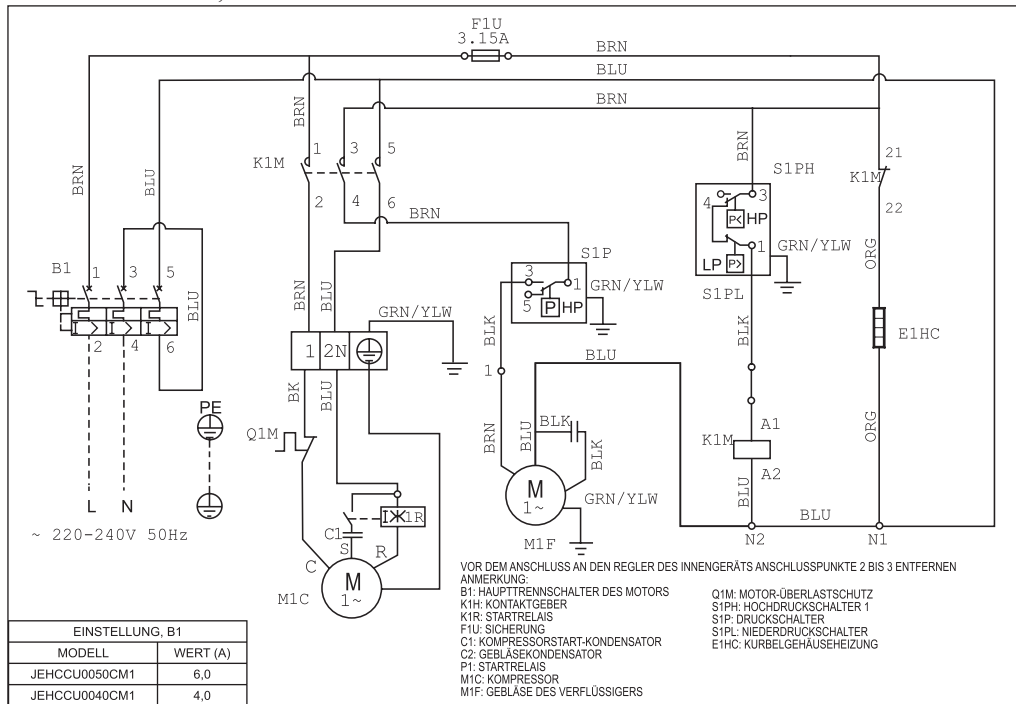 F1U
3.15A
BRN
BLU
BRN
BRN
BLU
BRN
BRN
1 3 5
K1M
2 4 6
BRN
S1PH
21
K1M
22
4 3
P< HP
1
LP P>
GRN/YLW
S1PL
ORG
B1
1 3 5
BLU
2 4 6
BRN
BLU
GRN/YLW
S1P
3 1
5 P HP
GRN/YLW
BLK
1
BLU
BLK
E1HC
1 2N
BK
BLU
PE
Q1M
BRN
BLU
BLK
BLK
K1M
A1
A2
BLU
ORG
L N
~ 220-240V 50Hz
1R
C1
S
R
C
M
1~
M1C
M
1~
GRN/YLW
M1F
BLU
N2 N1
VOR DEM ANSCHLUSS AN DEN REGLER DES INNENGERÄTS ANSCHLUSSPUNKTE 2 BIS 3 ENTFERNEN
ANMERKUNG:
B1: HAUPTTRENNSCHALTER DES MOTORS
K1H: KONTAKTGEBER
K1R: STARTRELAIS
F1U: SICHERUNG
C1: KOMPRESSORSTART-KONDENSATOR
C2: GEBLÄSEKONDENSATOR
P1: STARTRELAIS
M1C: KOMPRESSOR
M1F: GEBLÄSE DES VERFLÜSSIGERS
Q1M: MOTOR-ÜBERLASTSCHUTZ
S1PH: HOCHDRUCKSCHALTER 1
S1P: DRUCKSCHALTER
S1PL: NIEDERDRUCKSCHALTER
E1HC: KURBELGEHÄUSEHEIZUNG
EINSTELLUNG, B1
MODELL WERT (A)
JEHCCU0050CM1 6,0
JEHCCU0040CM1 4,0